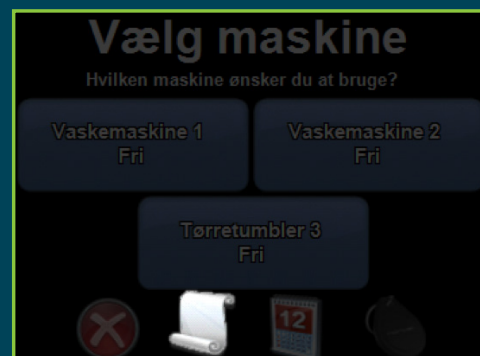 Vælg maskine
Hvilken maskine ønsker du at bruge?
Vaskemaskine 1
Fri
Vaskemaskine 2
Fri
Tørretumbler 3
Fri
12